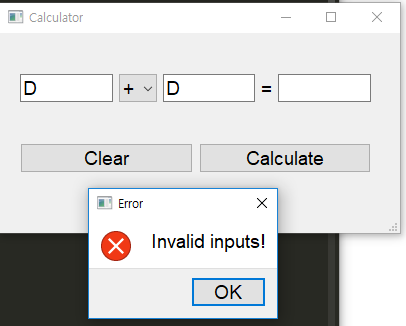 Calculator
D + D =
Clear Calculate
Error
Invalid inputs!
OK